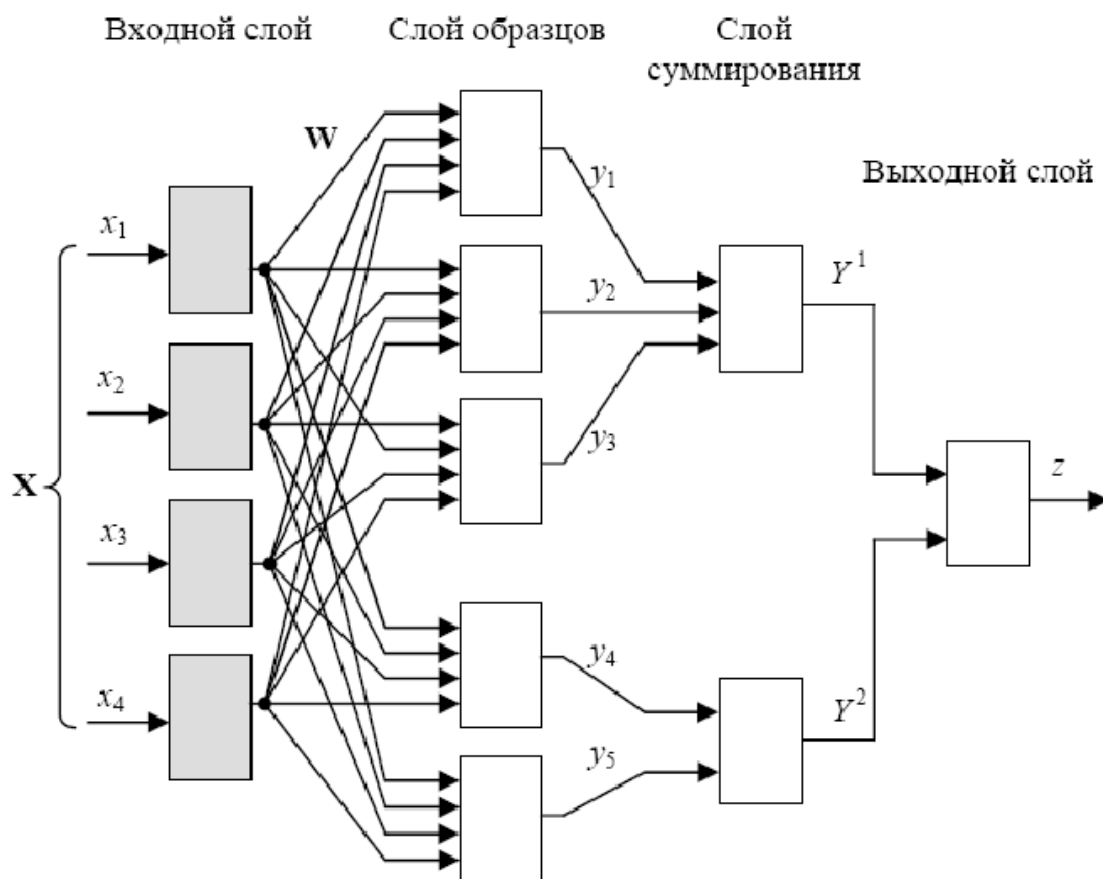 Входной слой
Слой образцов
Слой
суммирования
Выходной слой
W
X
x1
x2
x3
x4
y1
y2
y3
y4
y5
Y1
Y2
z